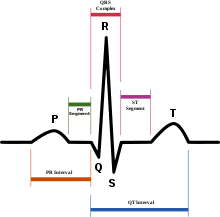 QRS
Complex
R
P
PR
Segment
ST
Segment
T
Q
PR Interval
S
QT Interval